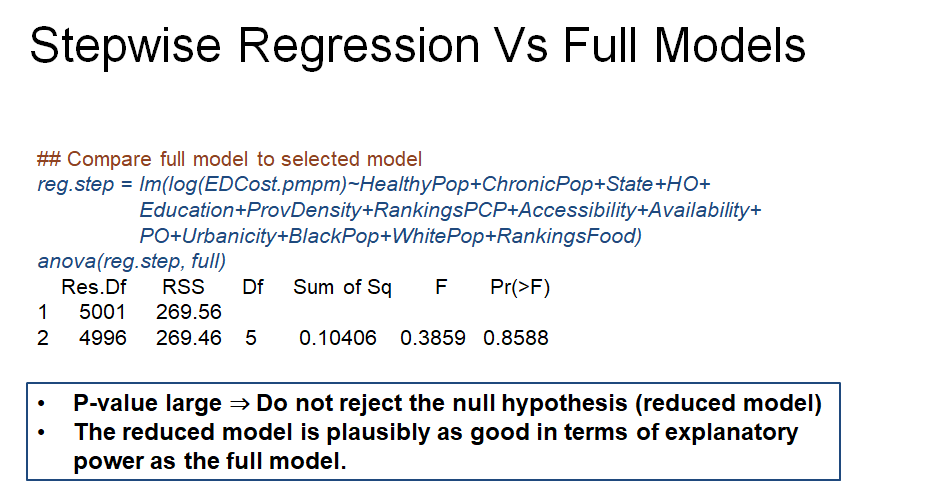 Stepwise Regression Vs Full Models
## Compare full model to selected model
reg.step = lm(log(EDCost.pmpm)~HealthyPop+ChronicPop+State+HO+
Education+ProvDensity+RankingsPCP+Accessibility+Availability+
PO+Urbanicity+BlackPop+WhitePop+RankingsFood)
anova(reg.step, full)
Res.Df RSS Df Sum of Sq F Pr(>F)
1 5001 269.56
2 4996 269.46 5 0.10406 0.3859 0.8588
• P-value large ⇒ Do not reject the null hypothesis (reduced model)
• The reduced model is plausibly as good in terms of explanatory
power as the full model.